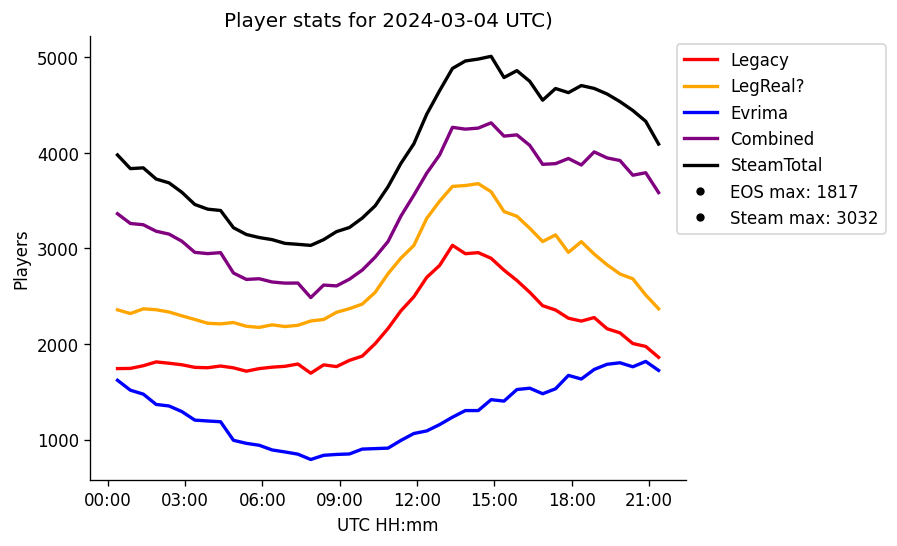 Player stats for 2024-03-04 UTC)
Legacy
LegReal?
Evrima
Combined
SteamTotal
EOS max: 1817
Steam max: 3032
Players
5000
4000
3000
2000
1000
00:00 03:00 06:00 09:00 12:00 15:00 18:00 21:00
UTC HH:mm